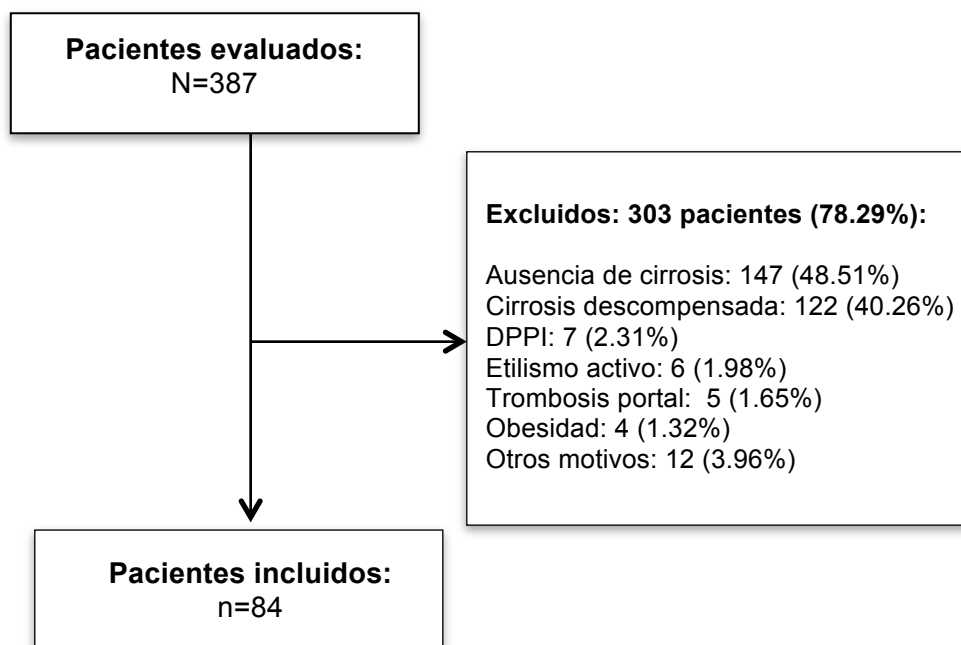 Pacientes evaluados:
N=387
Excluidos: 303 pacientes (78.29%):
Ausencia de cirrosis: 147 (48.51%)
Cirrosis descompensada: 122 (40.26%)
DPPI: 7 (2.31%)
Etilismo activo: 6 (1.98%)
Trombosis portal:  5 (1.65%)
Obesidad: 4 (1.32%)
Otros motivos: 12 (3.96%)
Pacientes incluidos:
n=84